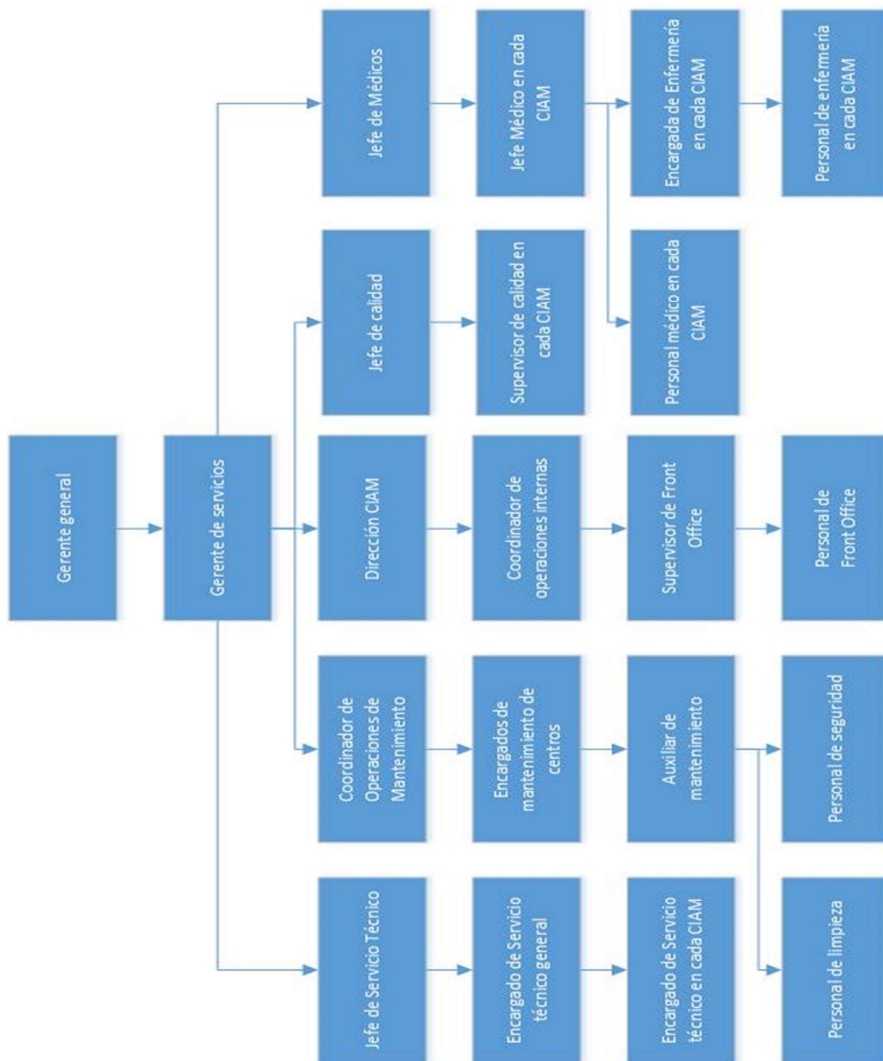 Gerente general
Gerente de servicios
Jefe de Servicio Técnico
Coordinador de
Operaciones de
Mantenimiento
Dirección CIAM
Jefe de calidad
Jefe de Médicos
Encargado de Servicio
técnico general
Encargados de
mantenimiento de
centros
Coordinador de
operaciones internas
Supervisor de calidad en
cada CIAM
Jefe Médico en cada
CIAM
Encargado de Servicio
técnico en cada CIAM
Auxiliar de
mantenimiento
Supervisor de Front
Office
Personal médico en cada
CIAM
Encargada de Enfermería
en cada CIAM
Personal de limpieza
Personal de seguridad
Personal de
Front Office
Personal de enfermería
en cada CIAM